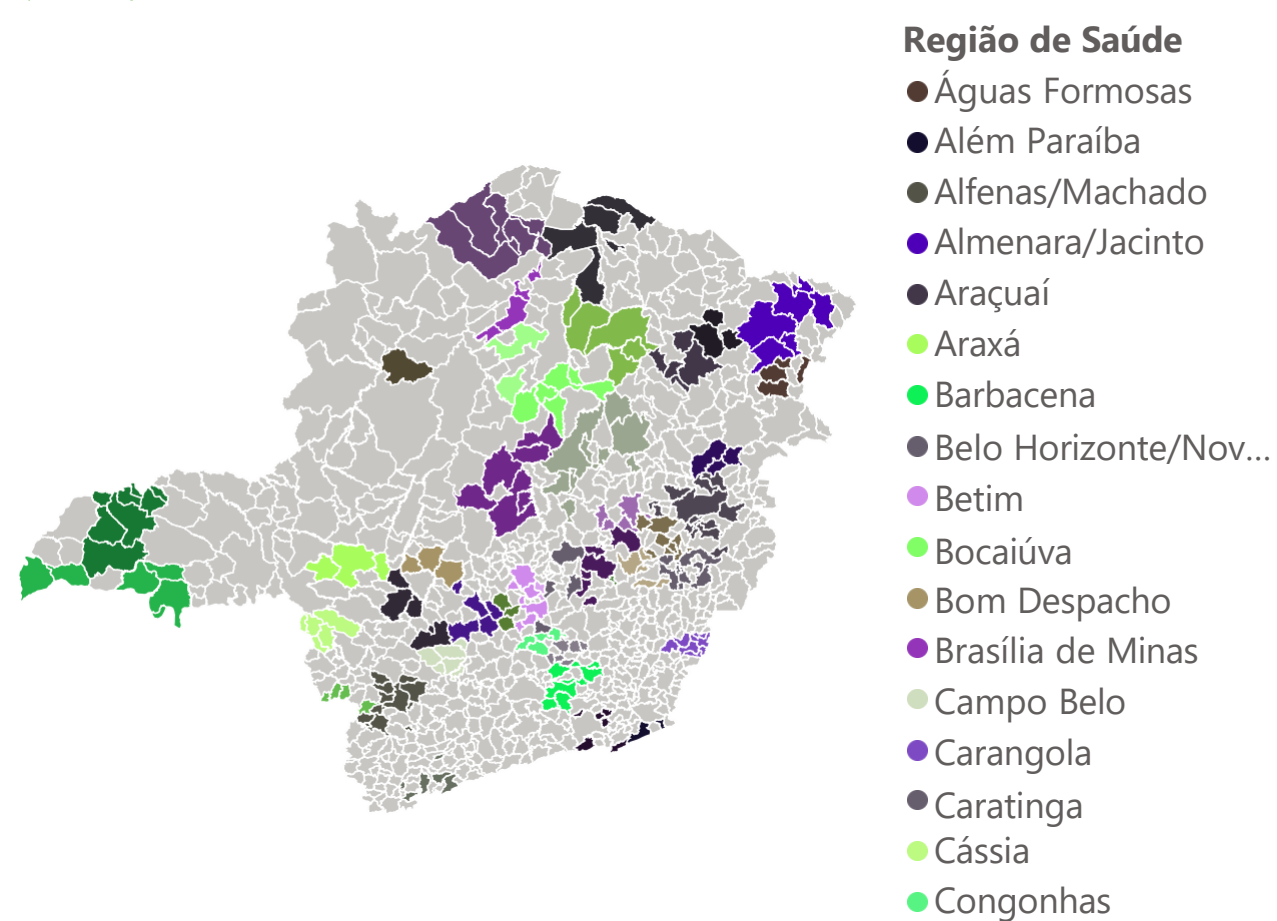 Região de Saúde
Águas Formosas
Além Paraíba
Alfenas/Machado
Almenara/Jacinto
Araçuaí
Araxá
Barbacena
Belo Horizonte/Nov...
Betim
Bocaiúva
Bom Despacho
Brasília de Minas
Campo Belo
Carangola
Caratinga
Cássia
Congonhas